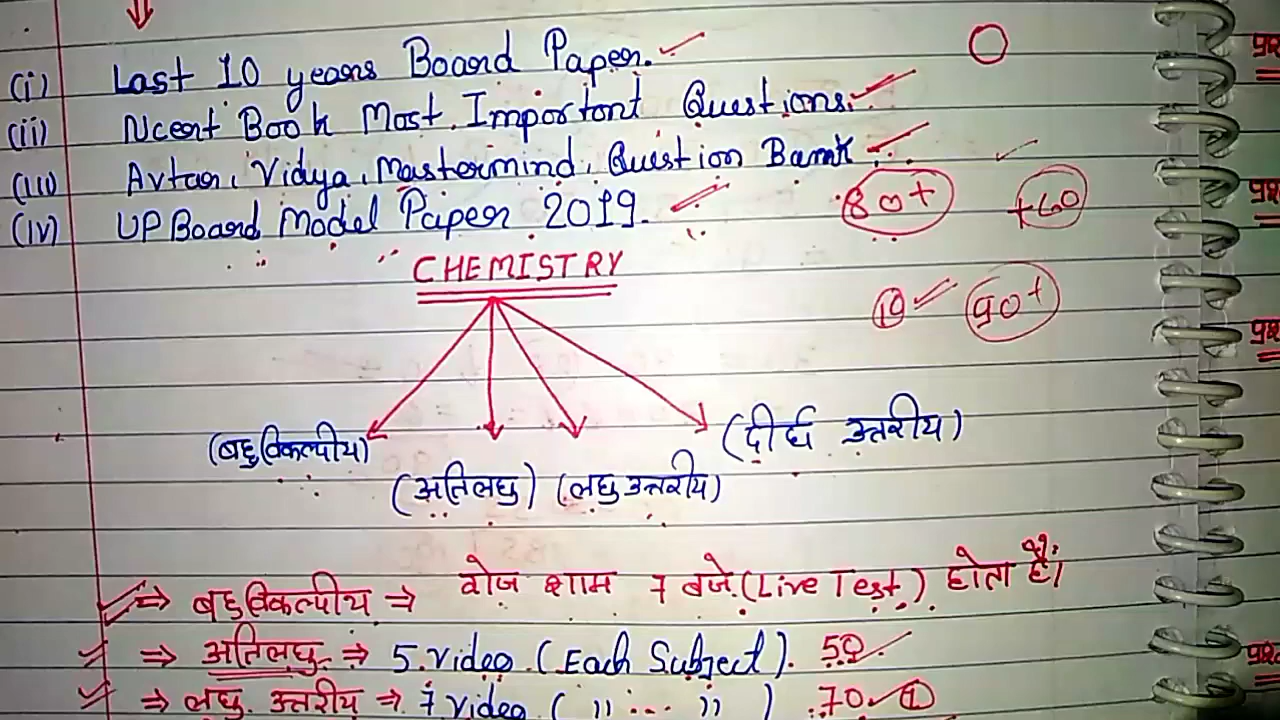 (i) Last 10 years Board Paper.
(ii) Ncert Book Most Important Questions.
(iii) Avtar, Vidya, Mastermind, Question Bank
(iv) UP Board Model Paper 2019.
80+ +60
CHEMISTRY
19 90+
(बहुविकल्पीय) (दीर्घ उत्तरीय)
(अतिलघु) (लघु उत्तरीय)
⇒ बहुविकल्पीय ⇒ रोज शाम 7 बजे (Live Test) होता है।
⇒ अतिलघु ⇒ 5 Video (Each Subject). 50
⇒ लघु उत्तरीय ⇒ 7 Video ( ,, ... ,, ) 70 1